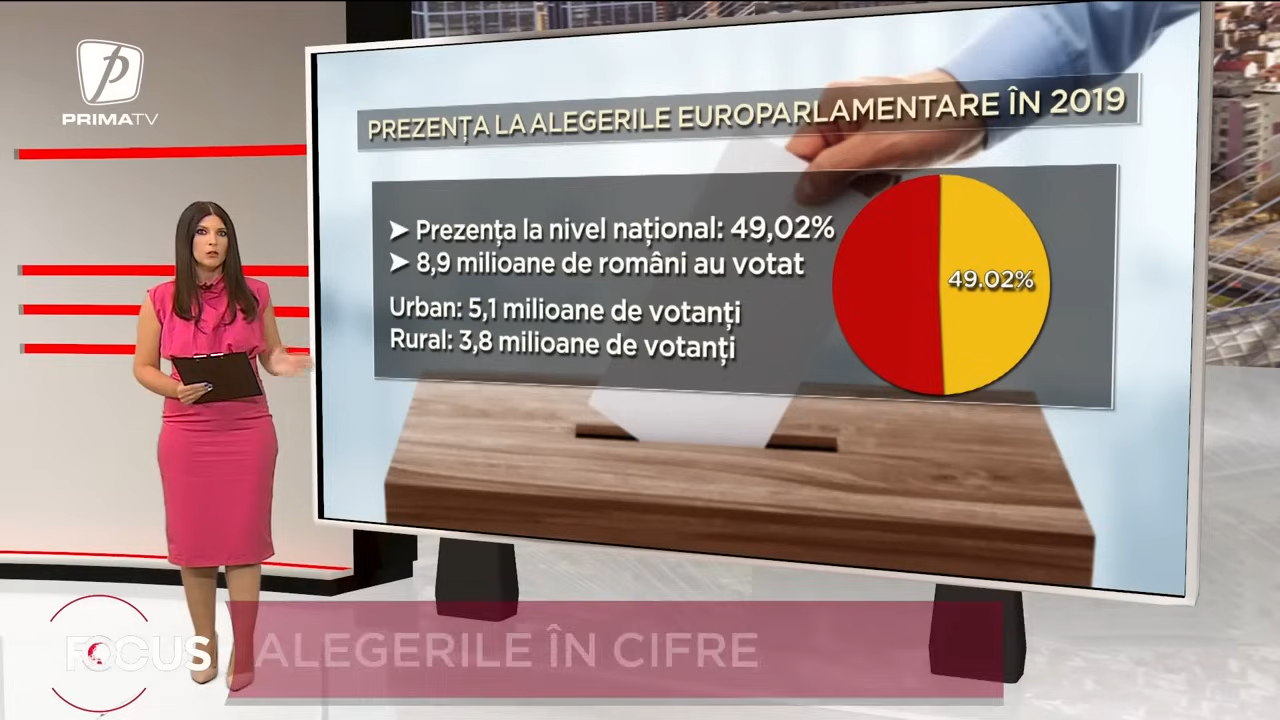 PRIMATV
PREZENȚA LA ALEGERILE EUROPARLAMENTARE ÎN 2019
➤ Prezența la nivel național: 49,02%
➤ 8,9 milioane de români au votat
Urban: 5,1 milioane de votanți
Rural: 3,8 milioane de votanți
49.02%
FOCUS
ALEGERILE ÎN CIFRE